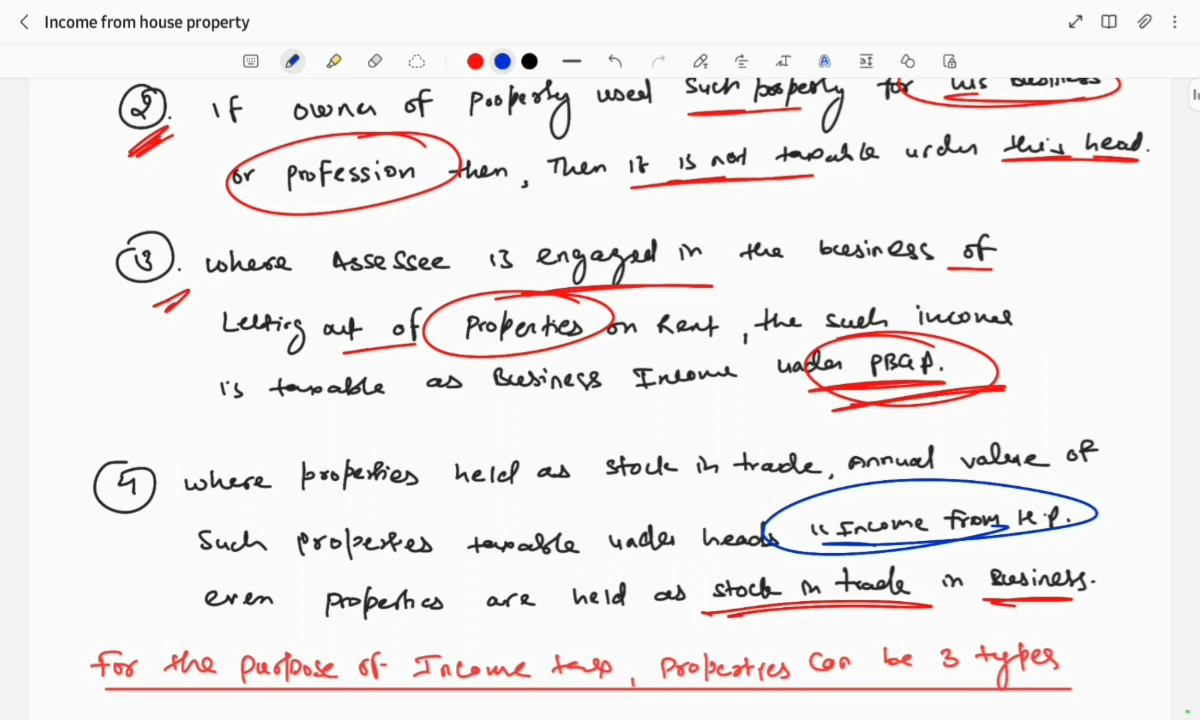 Income from house property
2. if owner of Property used Such property for his business
or profession then, Then it is not taxable under this head.
3. where Assessee is engaged in the business of
Letting out of Properties on Rent, the such income
is taxable as Business Income under PBGP.
4 where properties held as stock in trade, Annual value of
Such properties taxable under heads "Income from H.P.
even properties are held as stock in trade in Business.
For the purpose of Income tax, Properties can be 3 types